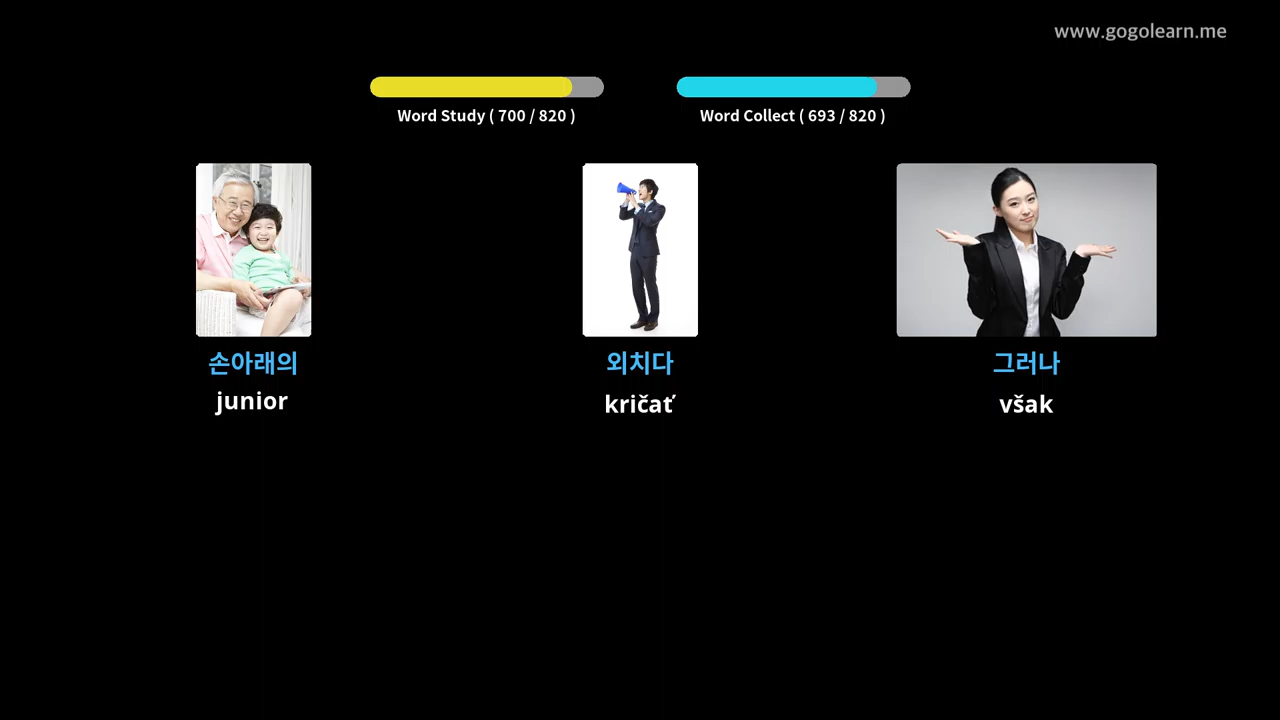 www.gogolearn.me
Word Study ( 700 / 820 )
Word Collect ( 693 / 820 )
손아래의
junior
외치다
kričať
그러나
však